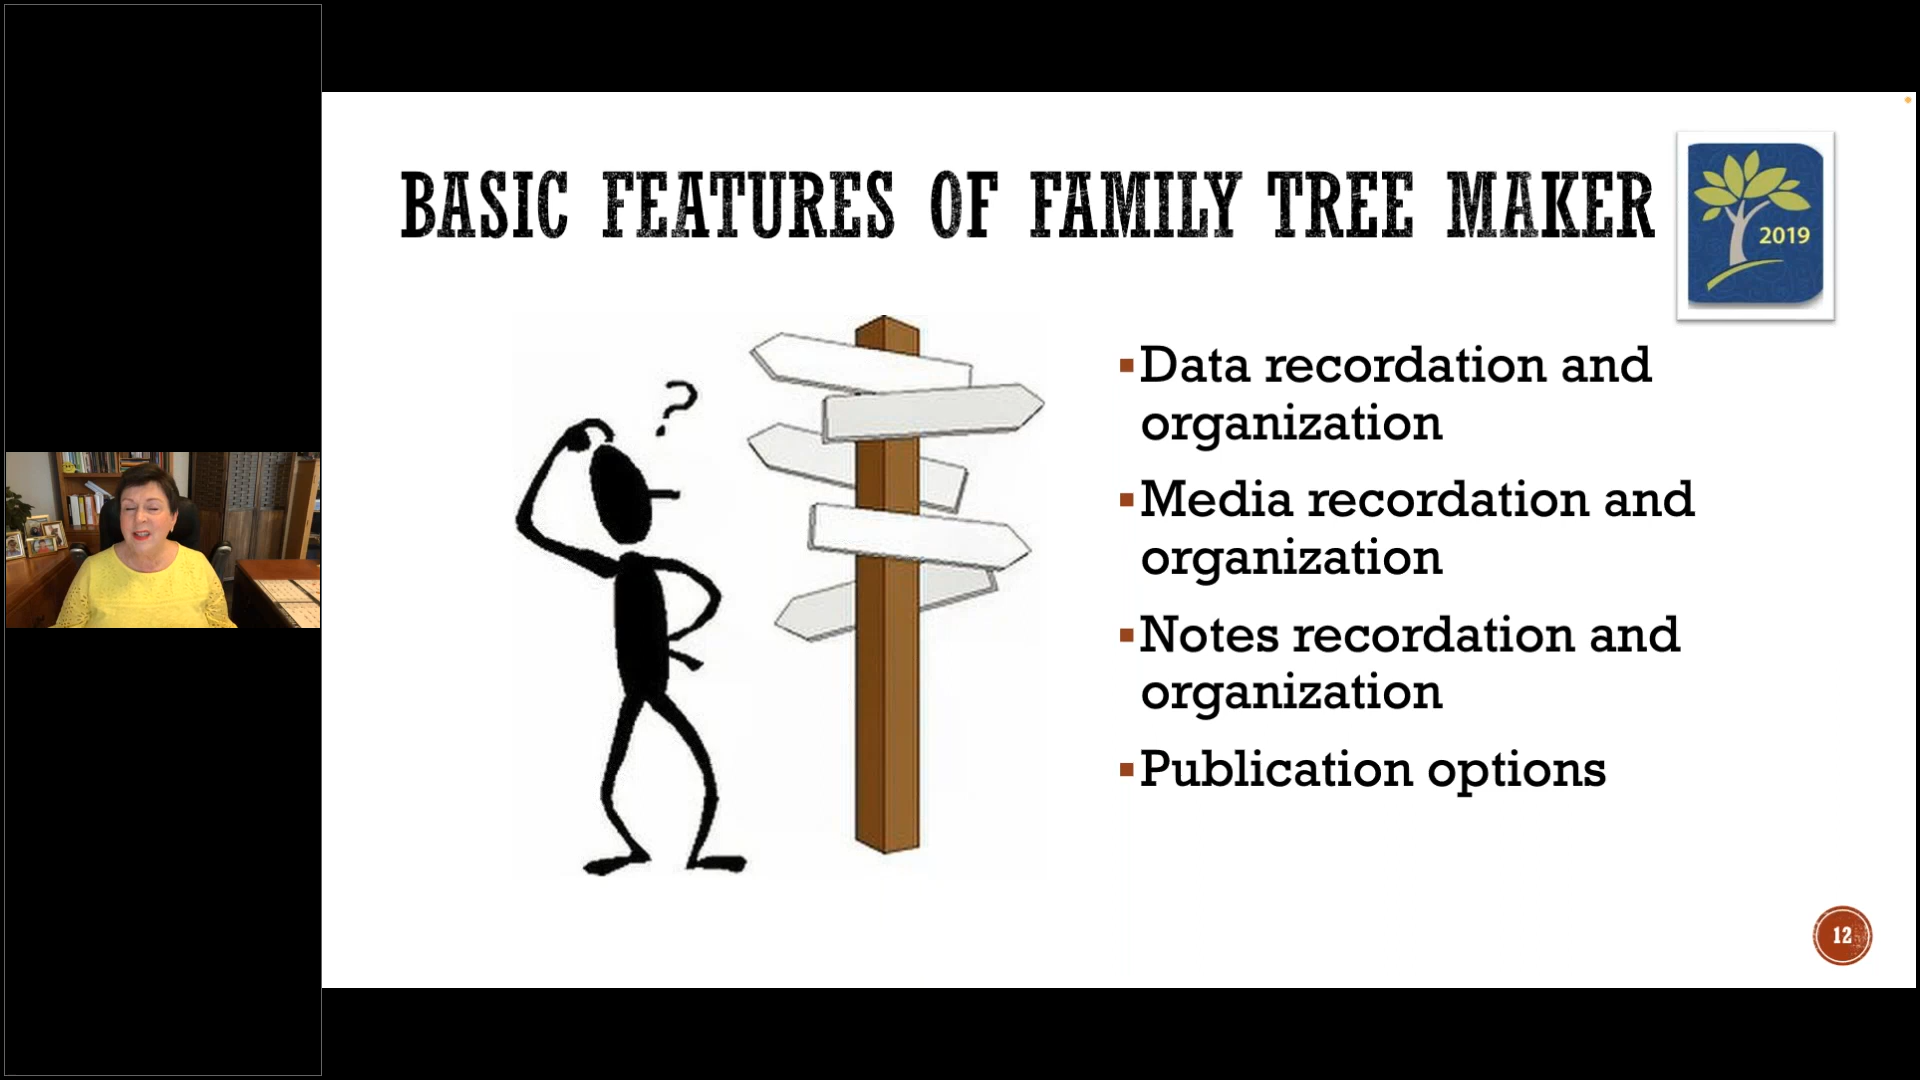 BASIC FEATURES OF FAMILY TREE MAKER
2019
?
▪Data recordation and
organization
▪Media recordation and
organization
▪Notes recordation and
organization
▪Publication options
12